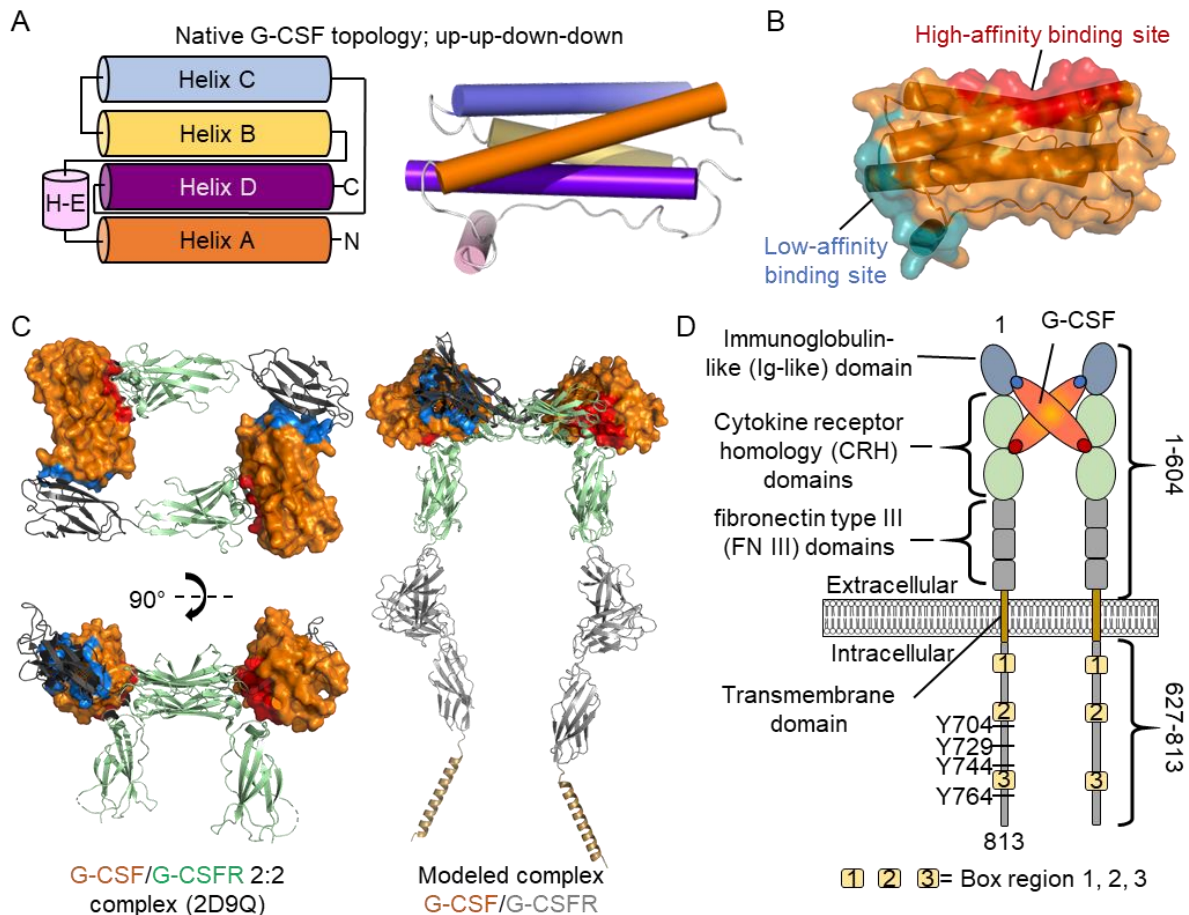 A
Native G-CSF topology; up-up-down-down
Helix C
Helix B
H-E
Helix D
C
Helix A
N
B
High-affinity binding site
Low-affinity
binding site
C
90°
G-CSF/G-CSFR 2:2
complex (2D9Q)
Modeled complex
G-CSF/G-CSFR
D
1
G-CSF
Immunoglobulin-
like (Ig-like) domain
Cytokine receptor
homology (CRH)
domains
fibronectin type III
(FN III) domains
1-604
Extracellular
Intracellular
Transmembrane
domain
1
1
2
2
Y704
Y729
Y744
3
3
Y764
813
627-813
1 2 3 = Box region 1, 2, 3